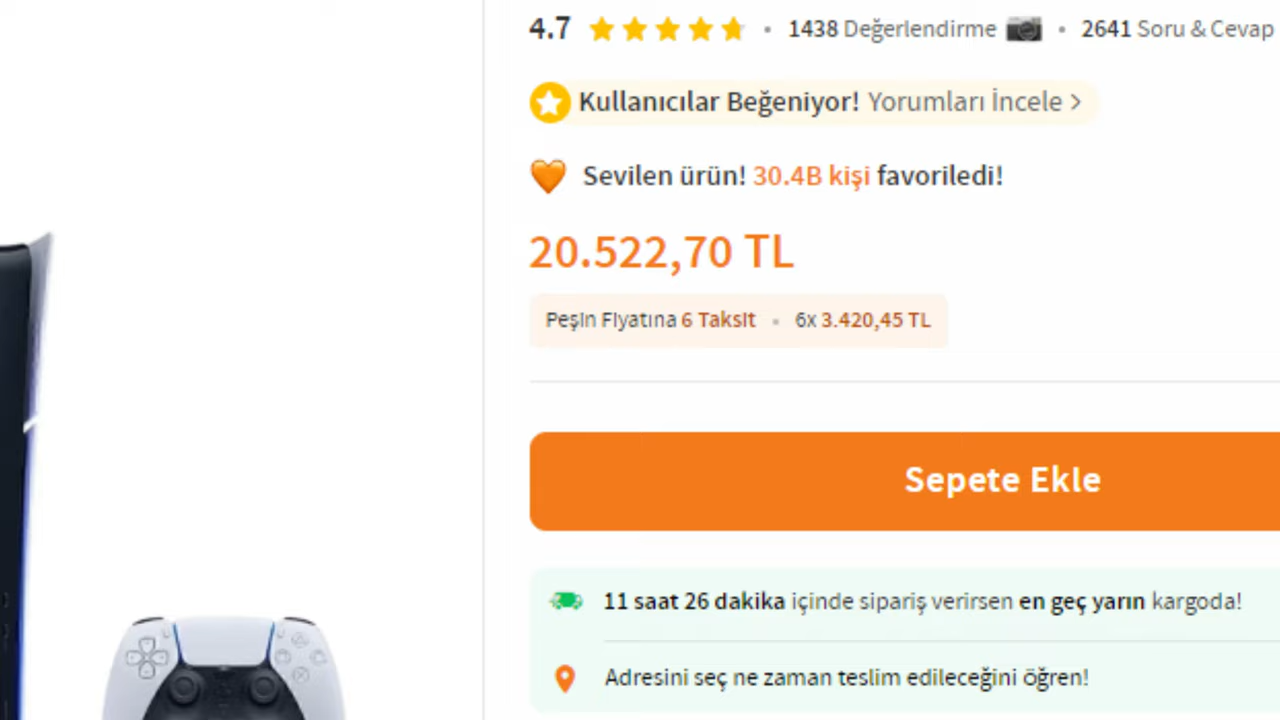 4.7 1438 Değerlendirme 2641 Soru & Cevap
Kullanıcılar Beğeniyor! Yorumları İncele >
Sevilen ürün! 30.4B kişi favoriledi!
20.522,70 TL
Peşin Fiyatına 6 Taksit • 6x 3.420,45 TL
Sepete Ekle
11 saat 26 dakika içinde sipariş verirsen en geç yarın kargoda!
Adresini seç ne zaman teslim edileceğini öğren!